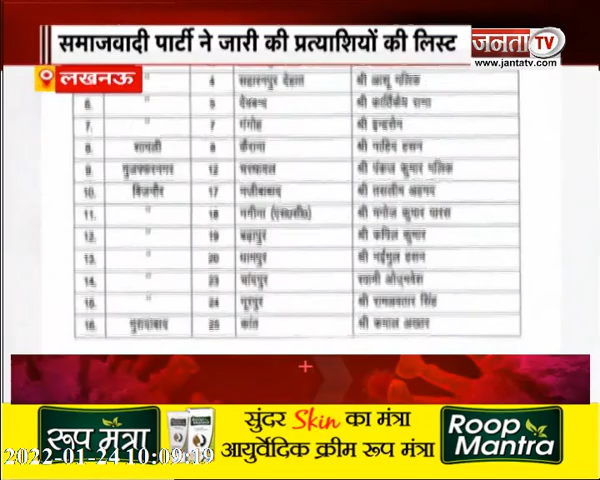 समाजवादी पार्टी ने जारी की प्रत्याशियों की लिस्ट
जनता TV
www.jantatv.com
लखनऊ
" 4 सहारनपुर देहात श्री आशु मलिक
6. " 5 देवबन्द श्री कार्तिकेय राणा
7. " 7 गंगोह श्री इन्द्रसेन
8. शामली 8 कैराना श्री नाहिद हसन
9. मुजफ्फरनगर 12 चरथावल श्री पंकज कुमार मलिक
10. बिजनौर 17 नजीबाबाद श्री तसलीम अहमद
11. " 18 नगीना श्री मनोज कुमार पारस
12. " 19 बढ़ापुर श्री कपिल कुमार
13. " 20 धामपुर श्री नईमुल हसन
14. " 23 चांदपुर स्वामी ओमवेश
15. " 24 नूरपुर श्री रामअवतार सिंह
16. मुरादाबाद 25 कांठ श्री कमाल अख्तर
रूप मंत्रा
सुंदर Skin का मंत्रा
आयुर्वेदिक क्रीम रूप मंत्रा
Roop
Mantra
2022-01-24 10:09:19